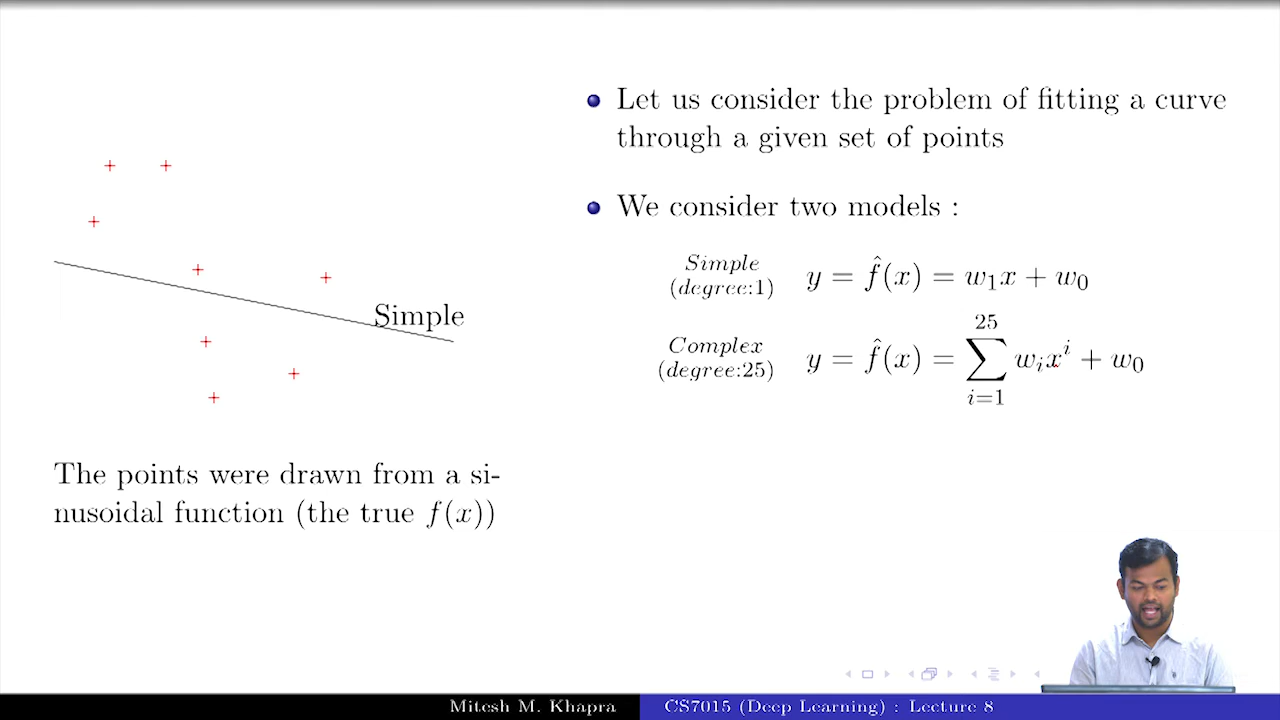 Simple
The points were drawn from a si-
nusoidal function (the true f(x))
Let us consider the problem of fitting a curve
through a given set of points
We consider two models :
Simple
(degree:1) y = f̂(x) = w₁x + w₀
Complex
(degree:25) y = f̂(x) = ∑_{i=1}^{25} wᵢxⁱ + w₀
Mitesh M. Khapra
CS7015 (Deep Learning) : Lecture 8